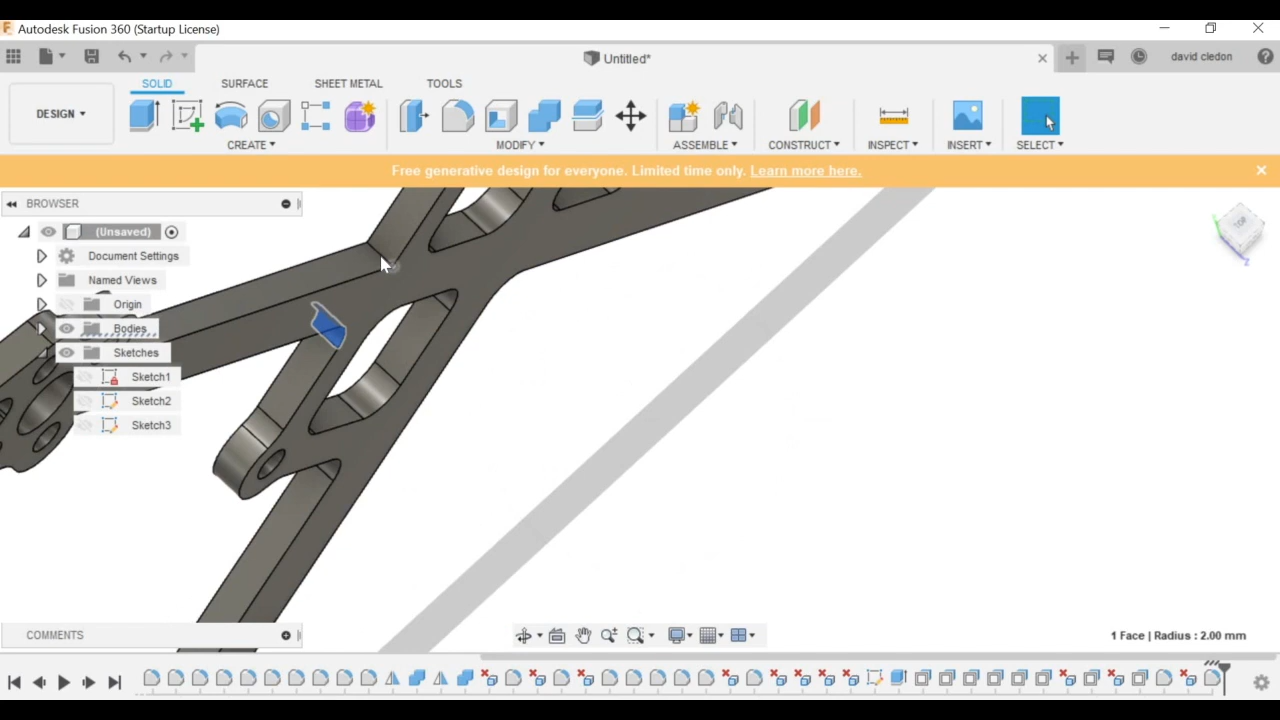 Autodesk Fusion 360 (Startup License)
Untitled*
david cledon
SOLID SURFACE SHEET METAL TOOLS
DESIGN
CREATE MODIFY ASSEMBLE CONSTRUCT INSPECT INSERT SELECT
Free generative design for everyone. Limited time only. Learn more here.
BROWSER
(Unsaved)
TOP
Document Settings
Named Views
Origin
Bodies
Sketches
Sketch1
Sketch2
Sketch3
Z
COMMENTS
1 Face | Radius : 2.00 mm